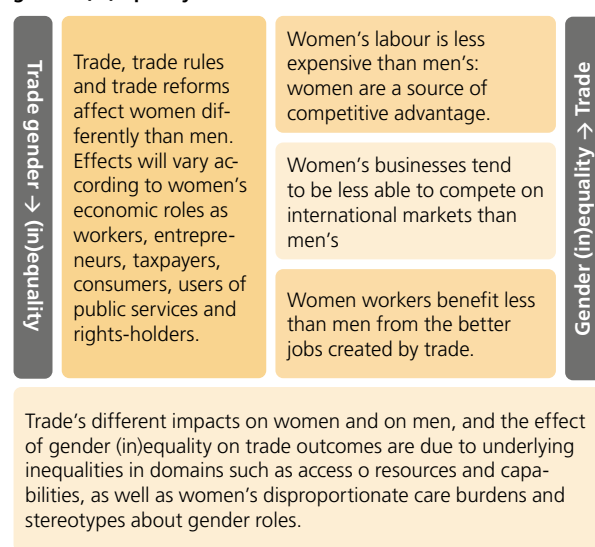 Trade gender → (in)equality
Trade, trade rules
and trade reforms
affect women dif-
ferently than men.
Effects will vary ac-
cording to women's
economic roles as
workers, entrepre-
neurs, taxpayers,
consumers, users of
public services and
rights-holders.
Women's labour is less
expensive than men's:
women are a source of
competitive advantage.
Women's businesses tend
to be less able to compete on
international markets than
men's
Women workers benefit less
than men from the better
jobs created by trade.
Gender (in)equality → Trade
Trade's different impacts on women and on men, and the effect
of gender (in)equality on trade outcomes are due to underlying
inequalities in domains such as access o resources and capa-
bilities, as well as women's disproportionate care burdens and
stereotypes about gender roles.